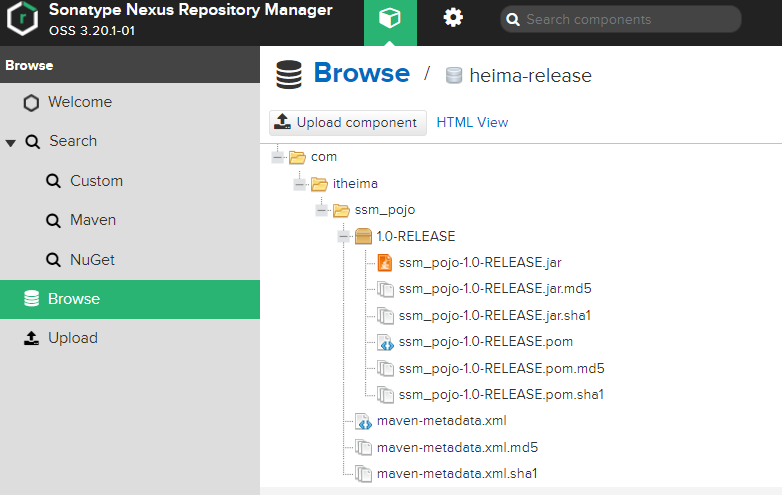 Sonatype Nexus Repository Manager
OSS 3.20.1-01
Search components
Browse
Welcome
Search
Custom
Maven
NuGet
Browse
Upload
Browse / heima-release
Upload component HTML View
com
itheima
ssm_pojo
1.0-RELEASE
ssm_pojo-1.0-RELEASE.jar
ssm_pojo-1.0-RELEASE.jar.md5
ssm_pojo-1.0-RELEASE.jar.sha1
ssm_pojo-1.0-RELEASE.pom
ssm_pojo-1.0-RELEASE.pom.md5
ssm_pojo-1.0-RELEASE.pom.sha1
maven-metadata.xml
maven-metadata.xml.md5
maven-metadata.xml.sha1